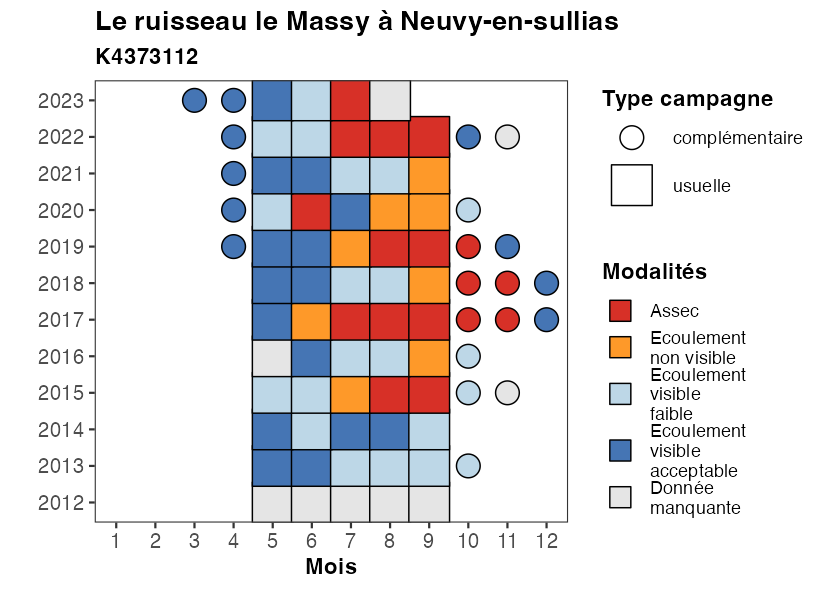 Le ruisseau le Massy à Neuvy-en-sullias
K4373112
2023
2022
2021
2020
2019
2018
2017
2016
2015
2014
2013
2012
1 2 3 4 5 6 7 8 9 10 11 12
Mois
Type campagne
complémentaire
usuelle
Modalités
Assec
Ecoulement
non visible
Ecoulement
visible
faible
Ecoulement
visible
acceptable
Donnée
manquante